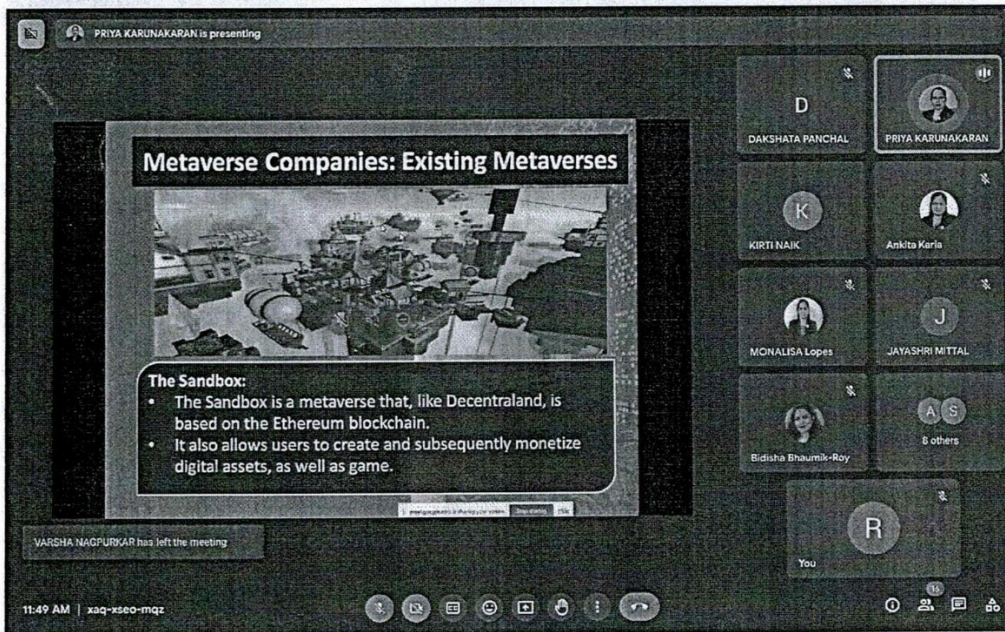 PRIYA KARUNAKARAN is presenting
Metaverse Companies: Existing Metaverses
The Sandbox:
• The Sandbox is a metaverse that, like Decentraland, is
based on the Ethereum blockchain.
• It also allows users to create and subsequently monetize
digital assets, as well as game.
D
DAKSHATA PANCHAL
PRIYA KARUNAKARAN
K
KIRTI NAIK
Ankita Karia
MONALISA Lopes
J
JAYASHRI MITTAL
Bidisha Bhaumik-Roy
A S
8 others
R
You
VARSHA NAGPURKAR has left the meeting
11:49 AM | xaq-xseo-mqz
16